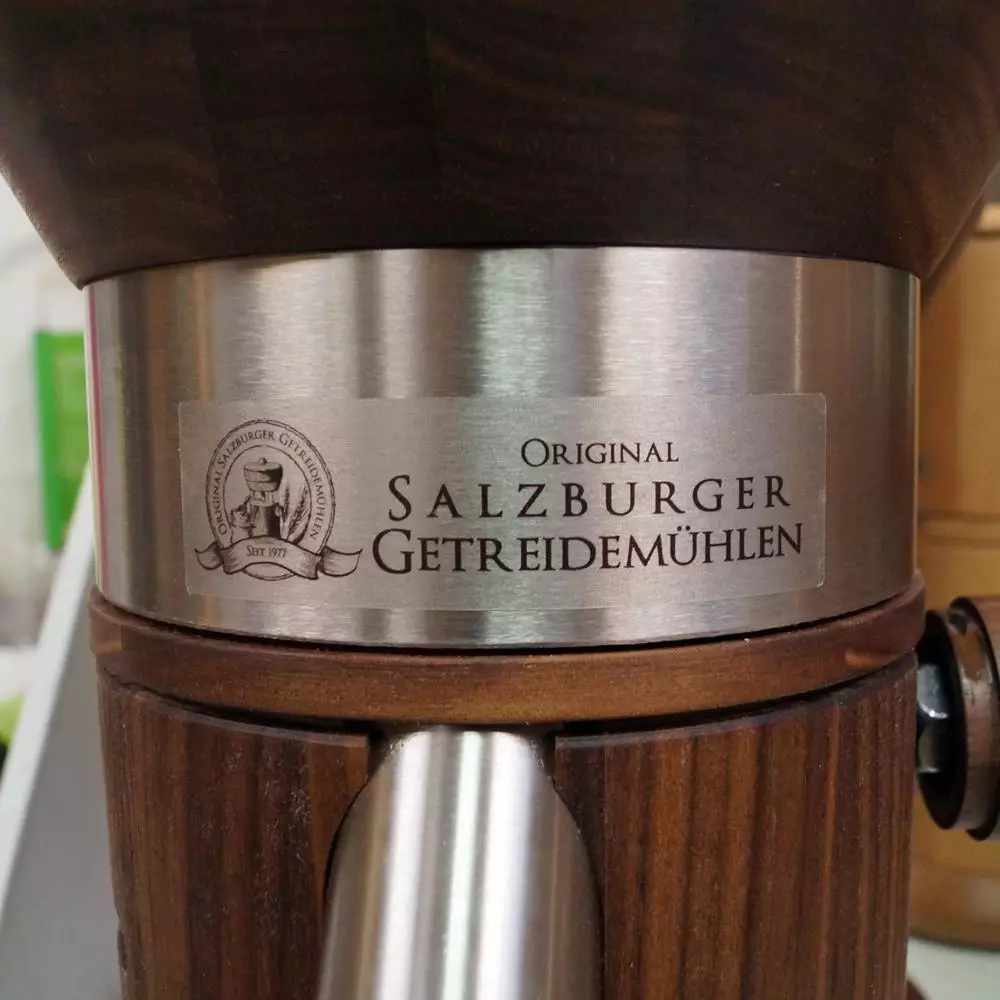 ORIGINAL SALZBURGER GETREIDEMÜHLEN
SEIT 1977
ORIGINAL
SALZBURGER
GETREIDEMÜHLEN